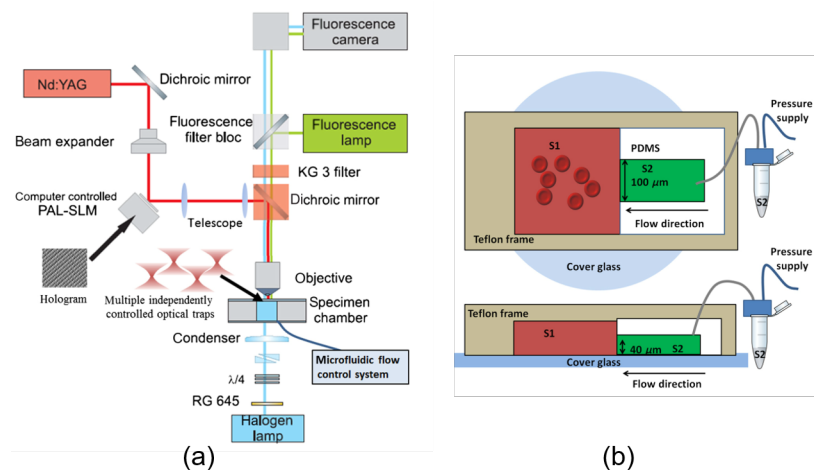 Fluorescence
camera
Nd:YAG
Dichroic mirror
Fluorescence
filter bloc
Fluorescence
lamp
Beam expander
KG 3 filter
Computer controlled
PAL-SLM
Telescope
Dichroic mirror
Hologram
Multiple independently
controlled optical traps
Objective
Specimen
chamber
Condenser
Microfluidic flow
control system
λ/4
RG 645
Halogen
lamp
(a)
Pressure
supply
S1
PDMS
S2
100 μm
S2
Flow direction
Teflon frame
Cover glass
Pressure
supply
Teflon frame
S1
40 μm
S2
S2
Cover glass
Flow direction
(b)